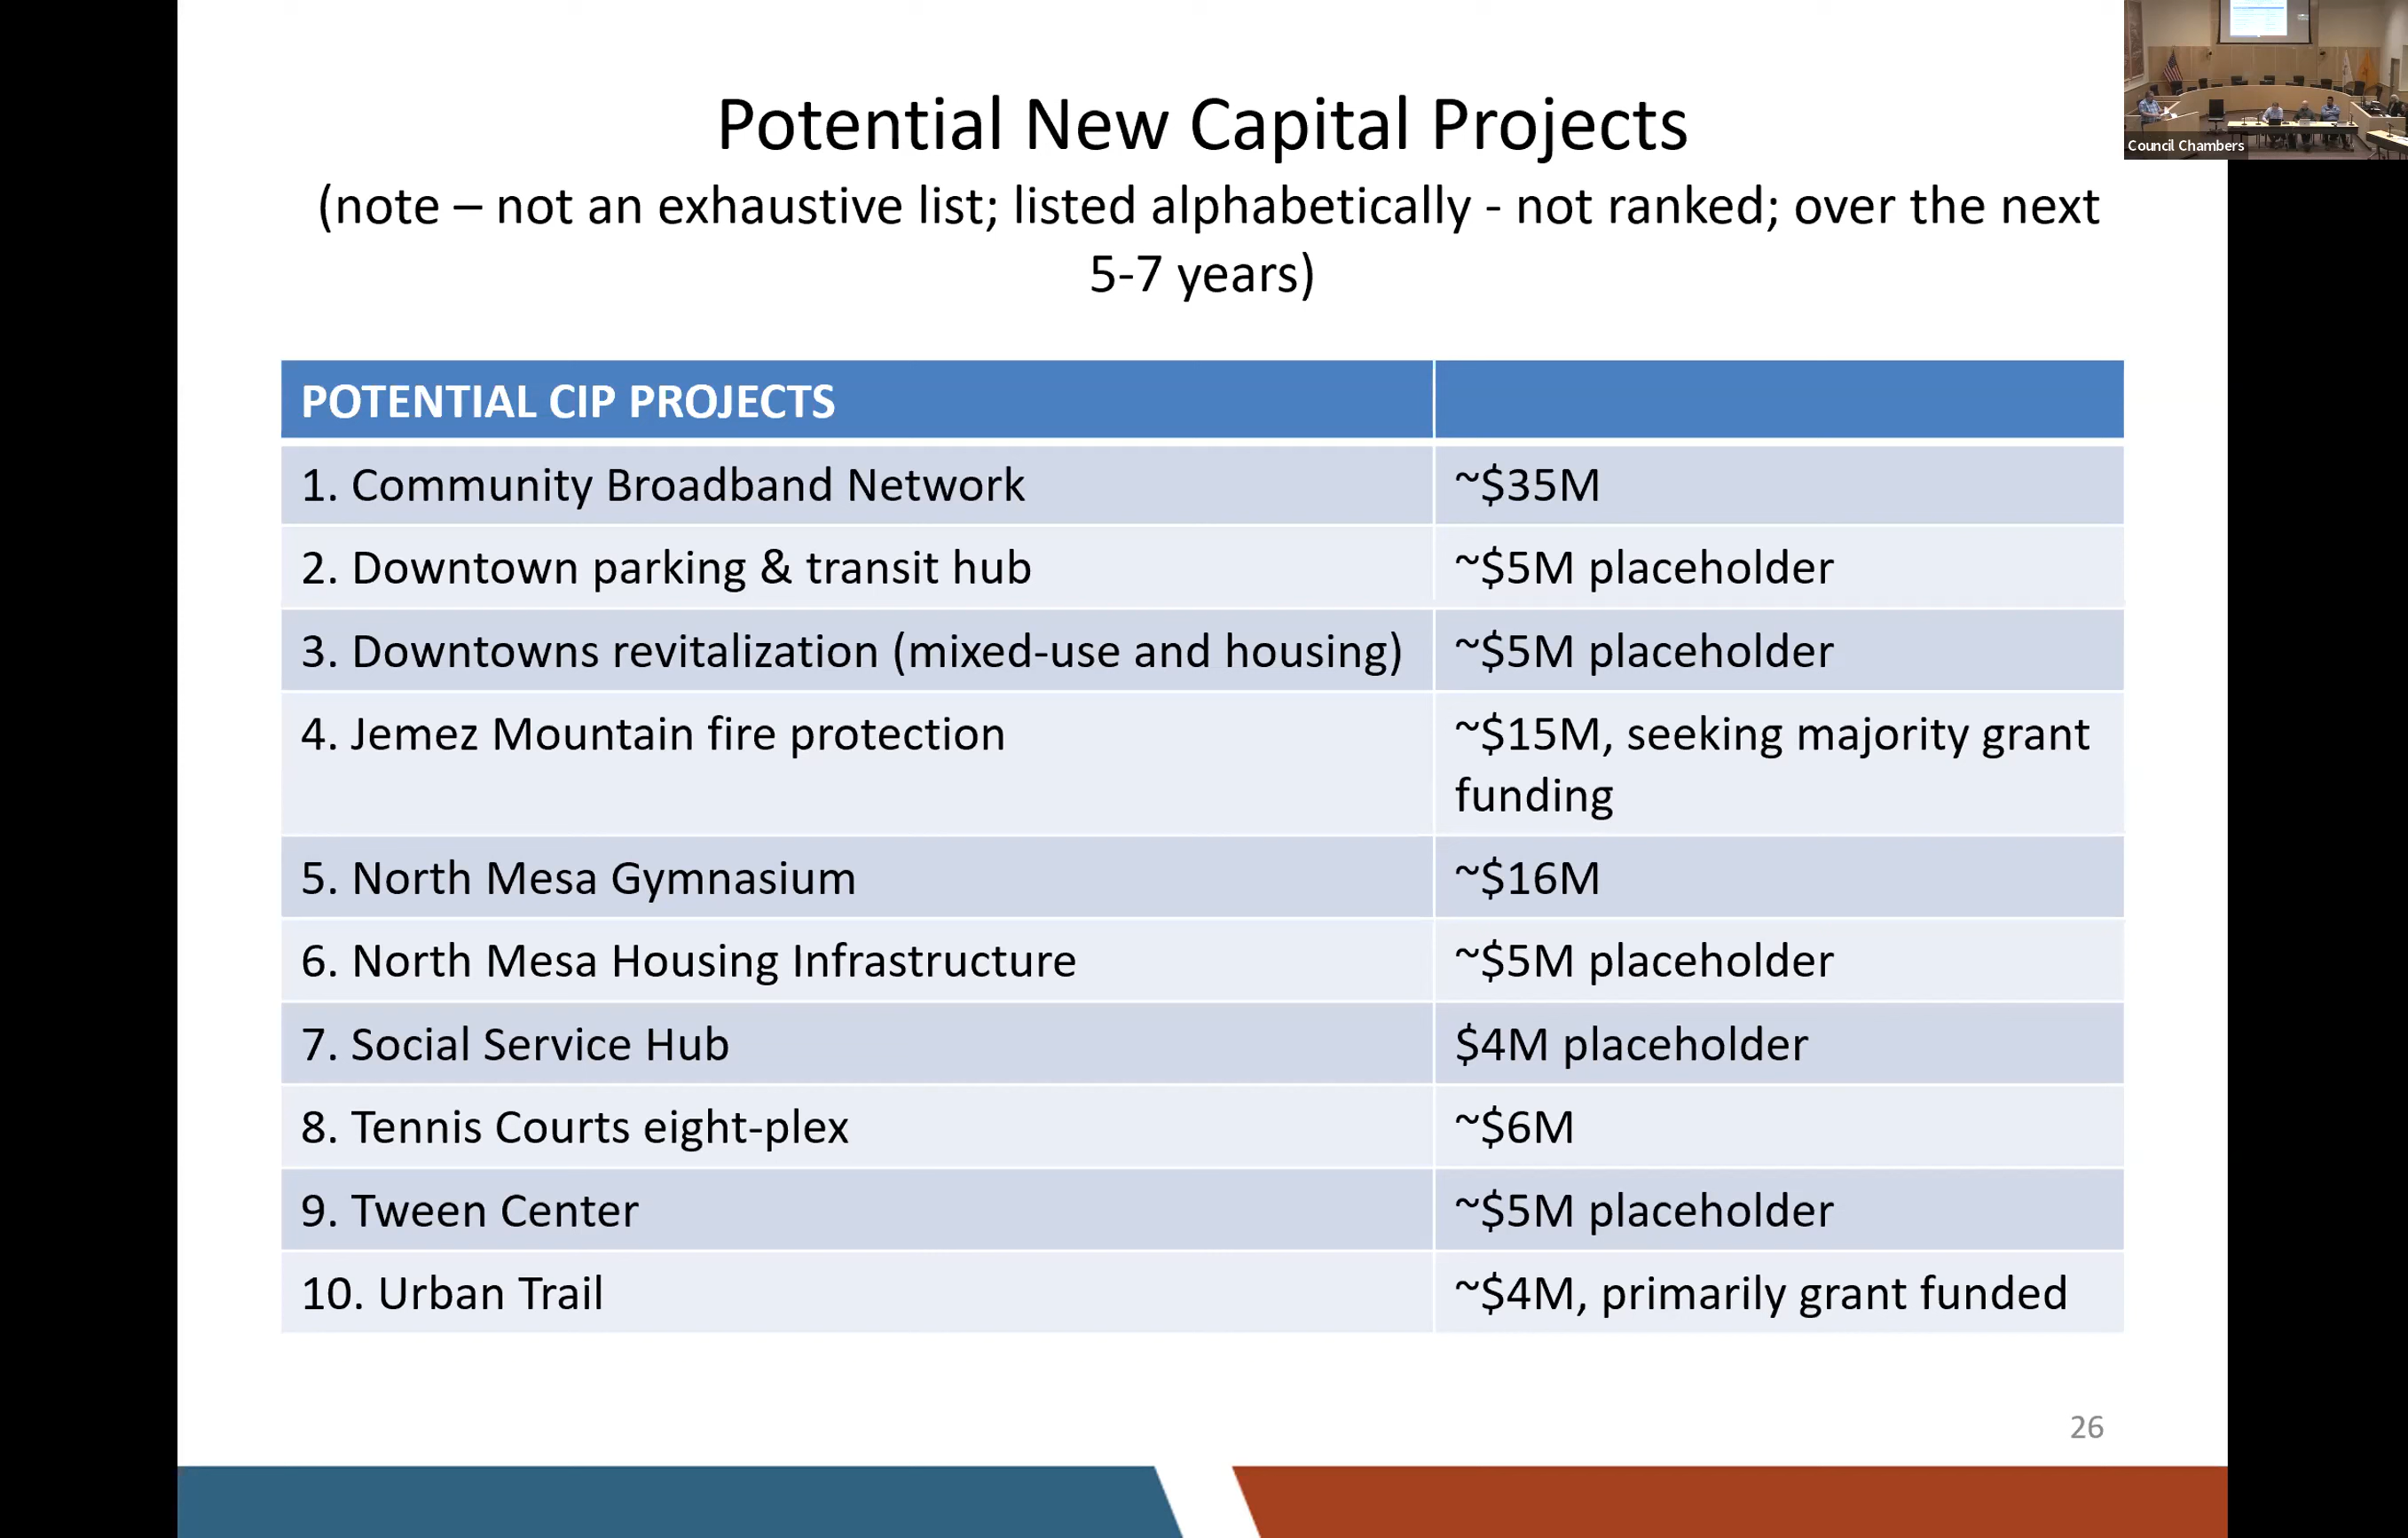 Potential New Capital Projects
(note – not an exhaustive list; listed alphabetically - not ranked; over the next
5-7 years)
Council Chambers
POTENTIAL CIP PROJECTS
1. Community Broadband Network ~$35M
2. Downtown parking & transit hub ~$5M placeholder
3. Downtowns revitalization (mixed-use and housing) ~$5M placeholder
4. Jemez Mountain fire protection ~$15M, seeking majority grant
funding
5. North Mesa Gymnasium ~$16M
6. North Mesa Housing Infrastructure ~$5M placeholder
7. Social Service Hub $4M placeholder
8. Tennis Courts eight-plex ~$6M
9. Tween Center ~$5M placeholder
10. Urban Trail ~$4M, primarily grant funded
26